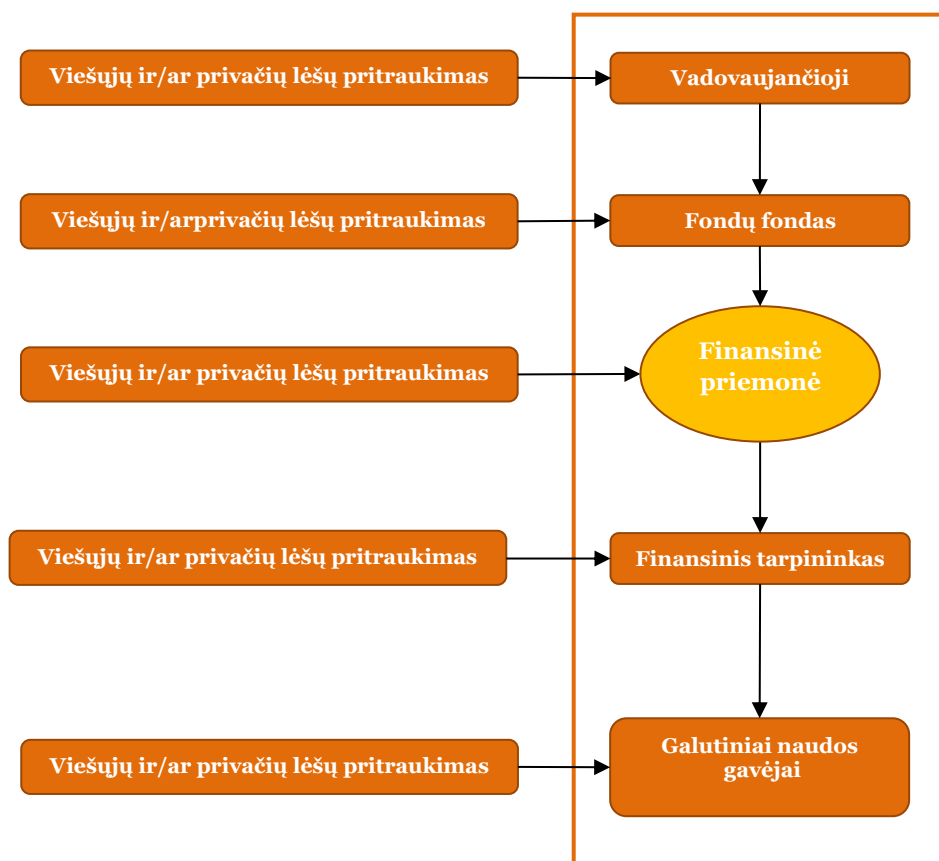 Viešųjų ir/ar privačių lėšų pritraukimas
Vadovaujančioji
Viešųjų ir/arprivačių lėšų pritraukimas
Fondų fondas
Viešųjų ir/ar privačių lėšų pritraukimas
Finansinė
priemonė
Viešųjų ir/ar privačių lėšų pritraukimas
Finansinis tarpininkas
Viešųjų ir/ar privačių lėšų pritraukimas
Galutiniai naudos
gavėjai